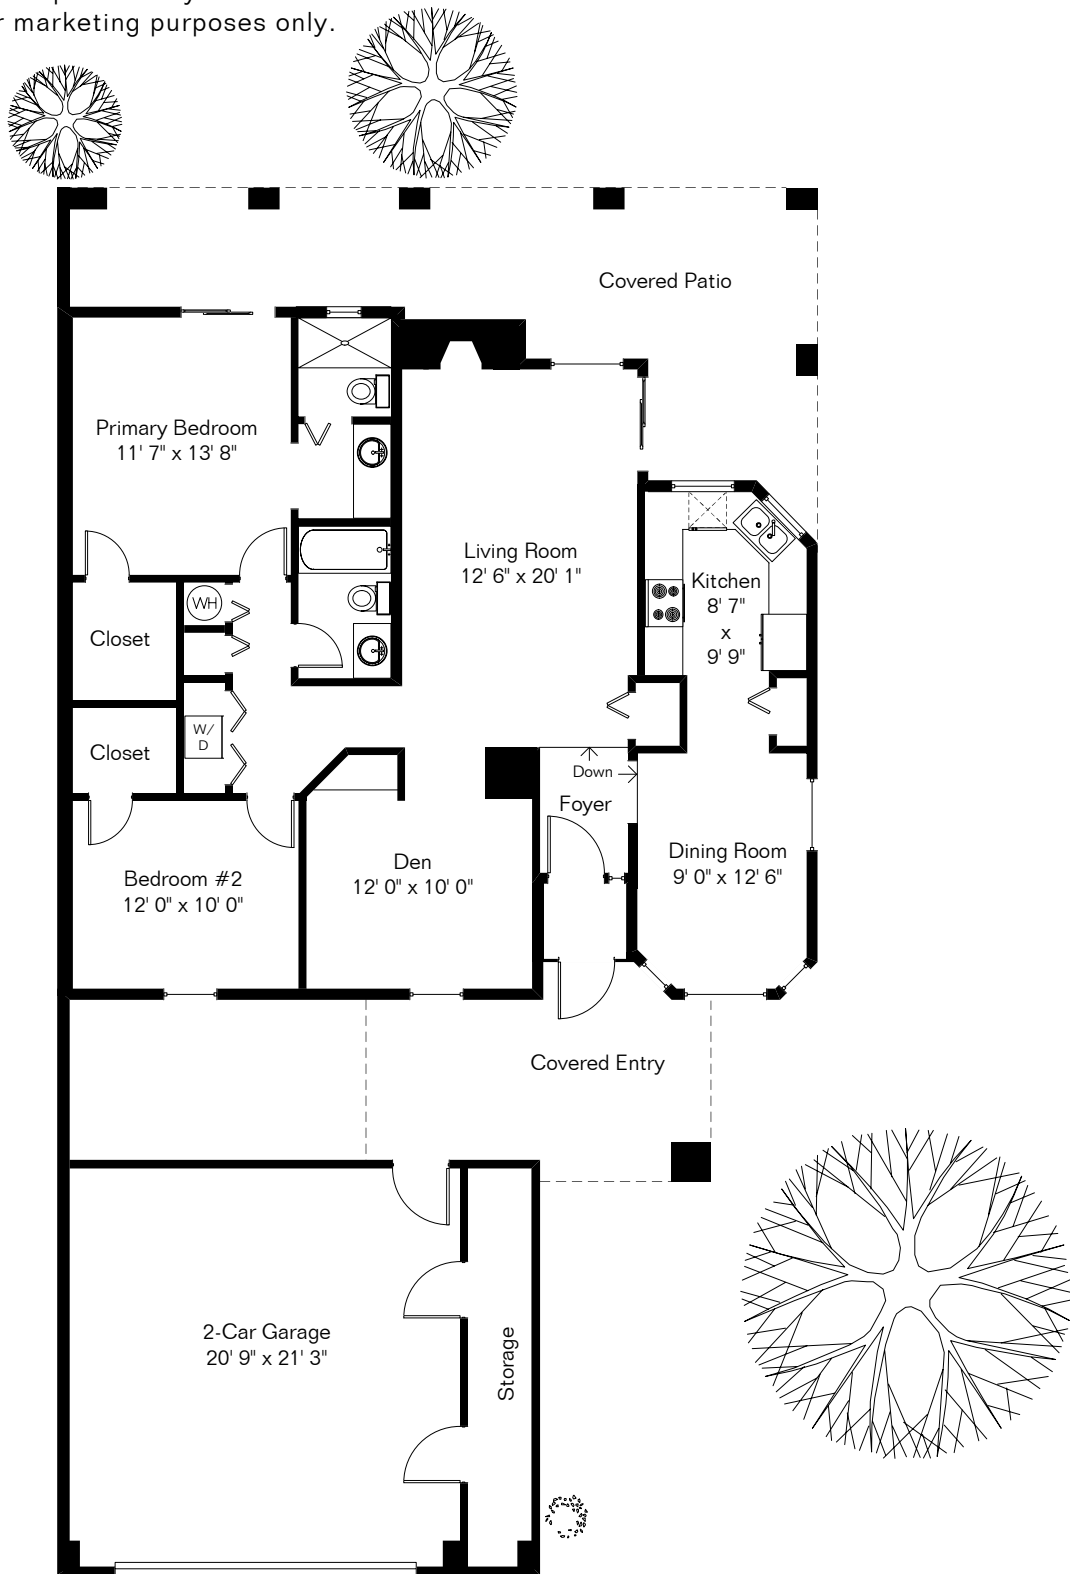 r marketing purposes only.
Covered Patio
Primary Bedroom
11' 7" x 13' 8"
Living Room
12' 6" x 20' 1"
Kitchen
8' 7"
x
9' 9"
WH
Closet
W/
D
Closet
Down
Foyer
Dining Room
9' 0" x 12' 6"
Den
12' 0" x 10' 0"
Bedroom #2
12' 0" x 10' 0"
Covered Entry
2-Car Garage
20' 9" x 21' 3"
Storage